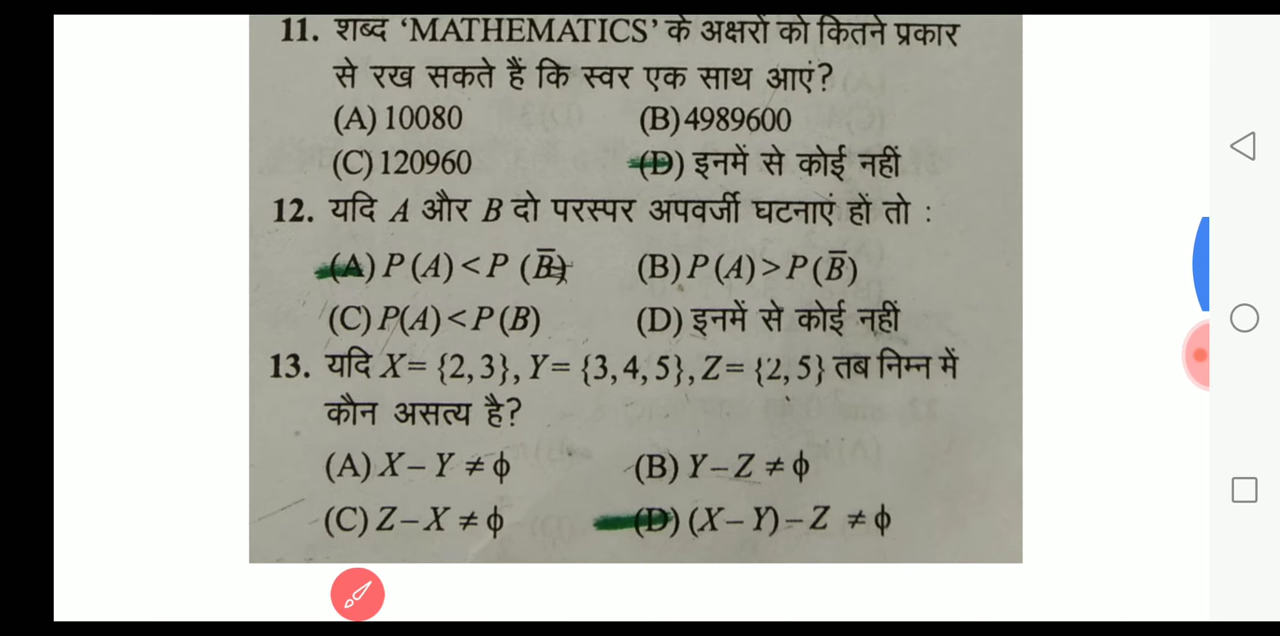 11. शब्द ‘MATHEMATICS’ के अक्षरों को कितने प्रकार
से रख सकते हैं कि स्वर एक साथ आएं?
(A) 10080 (B) 4989600
(C) 120960 (D) इनमें से कोई नहीं
12. यदि A और B दो परस्पर अपवर्जी घटनाएं हों तो :
(A) P (A) < P (B̅) (B) P (A) > P (B̅)
(C) P(A) < P (B) (D) इनमें से कोई नहीं
13. यदि X = {2, 3}, Y = {3, 4, 5}, Z = {2, 5} तब निम्न में
कौन असत्य है?
(A) X – Y ≠ ϕ (B) Y – Z ≠ ϕ
(C) Z – X ≠ ϕ (D) (X – Y) – Z ≠ ϕ